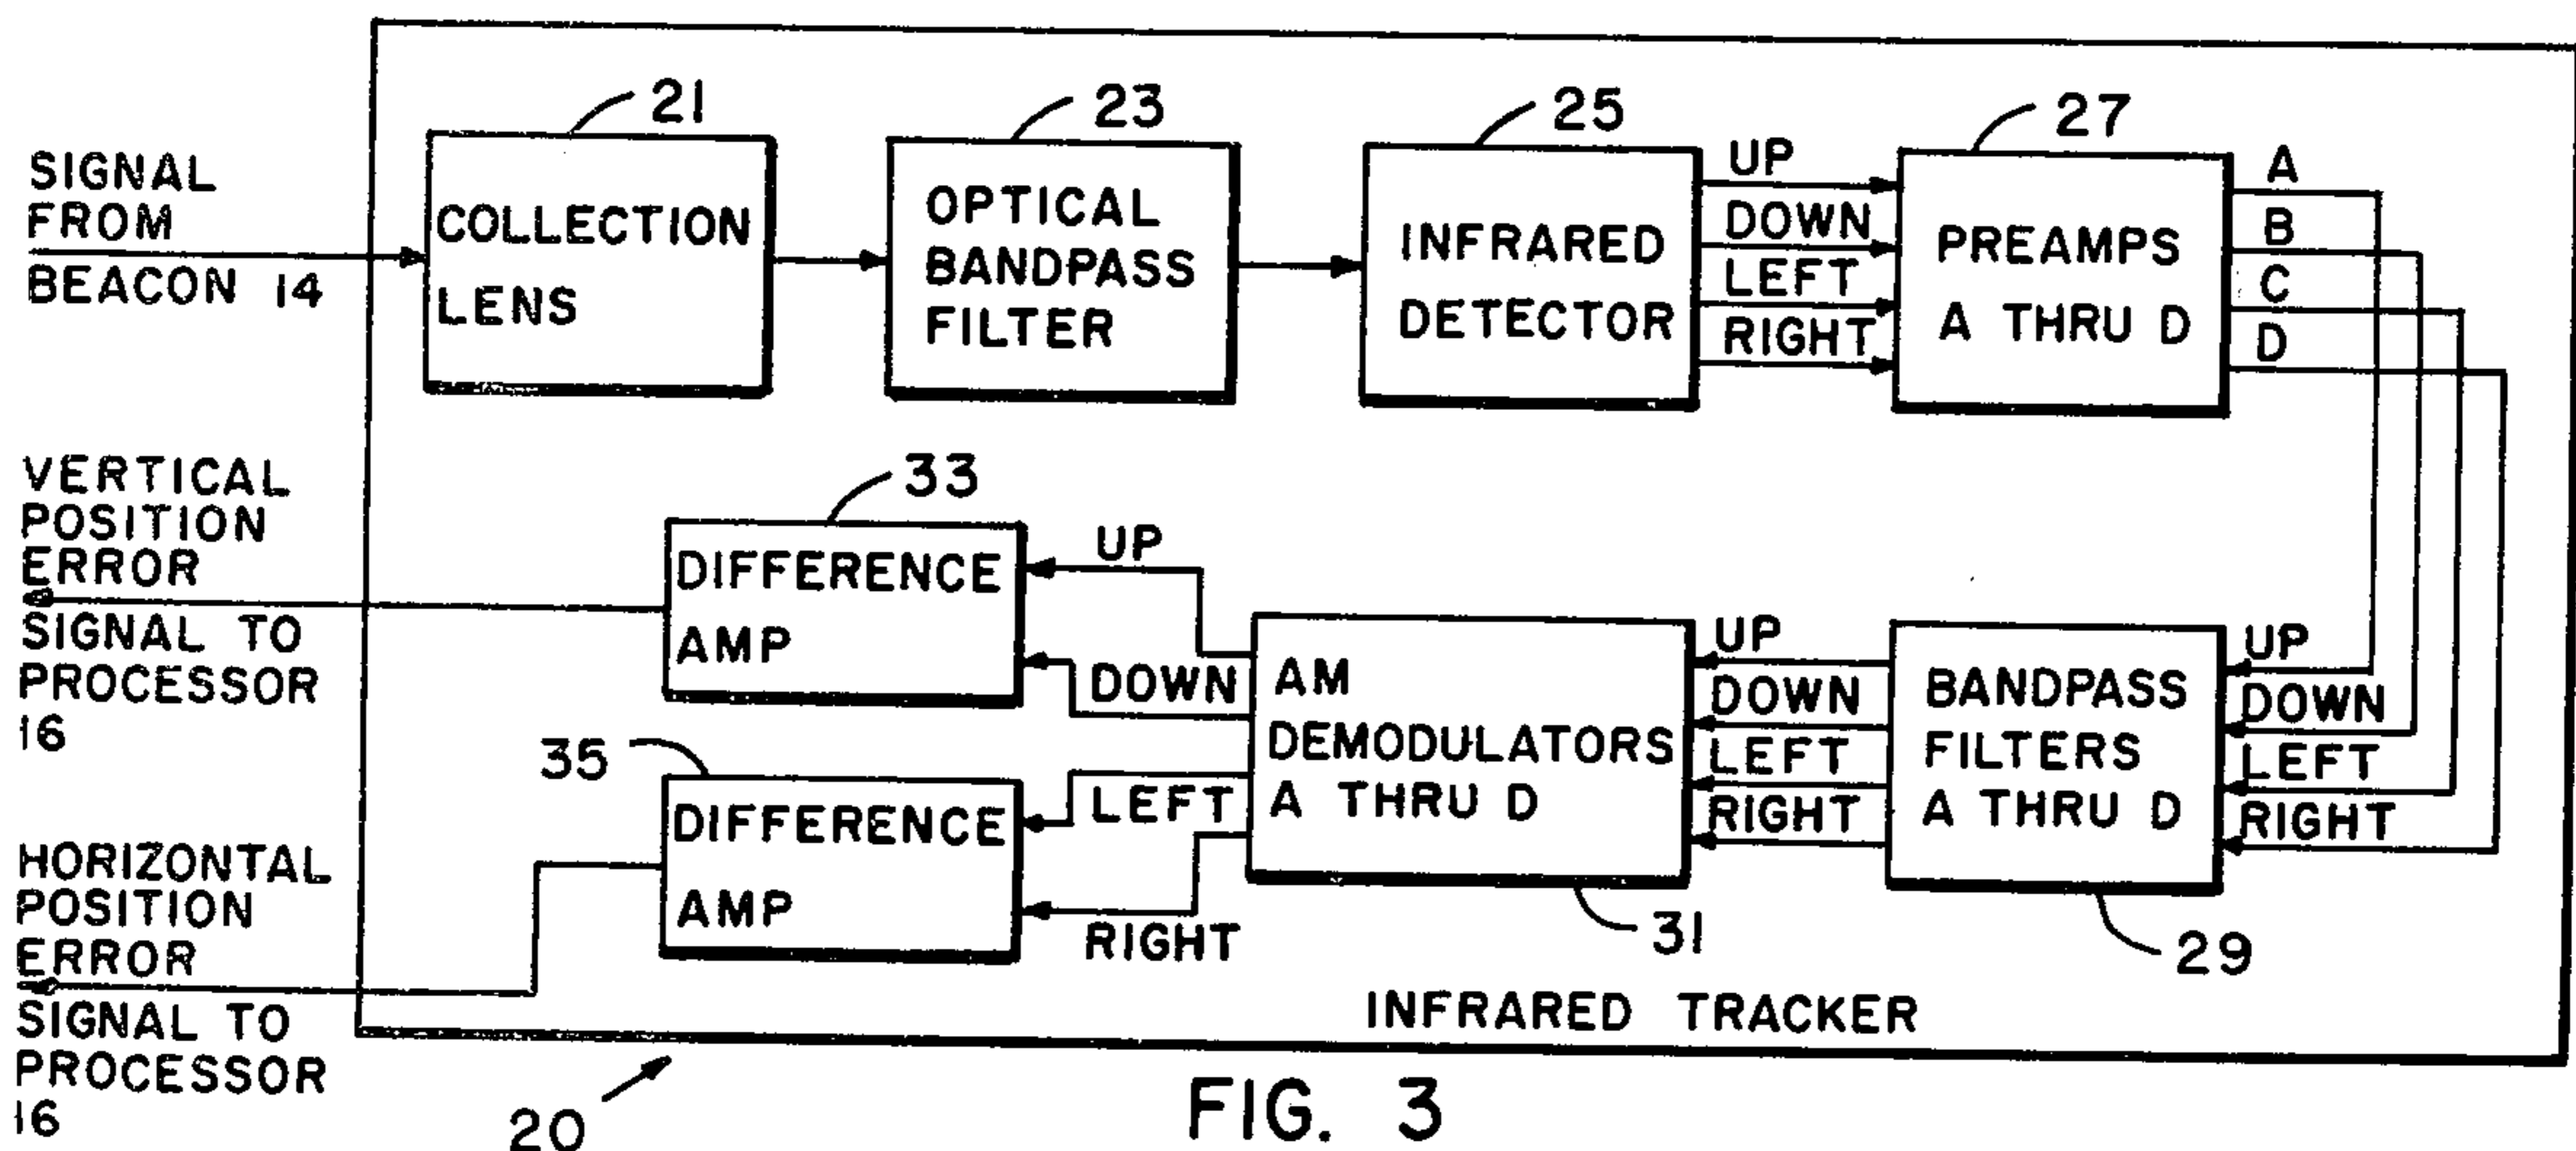 21
23
25
27
SIGNAL
FROM
BEACON 14
COLLECTION
LENS
OPTICAL
BANDPASS
FILTER
INFRARED
DETECTOR
UP
DOWN
LEFT
RIGHT
PREAMPS
A THRU D
A
B
C
D
VERTICAL
POSITION
ERROR
SIGNAL TO
PROCESSOR
16
33
DIFFERENCE
AMP
UP
DOWN
35
DIFFERENCE
AMP
LEFT
RIGHT
AM
DEMODULATORS
A THRU D
31
UP
DOWN
LEFT
RIGHT
BANDPASS
FILTERS
A THRU D
29
UP
DOWN
LEFT
RIGHT
HORIZONTAL
POSITION
ERROR
SIGNAL TO
PROCESSOR
16
INFRARED TRACKER
20
FIG. 3